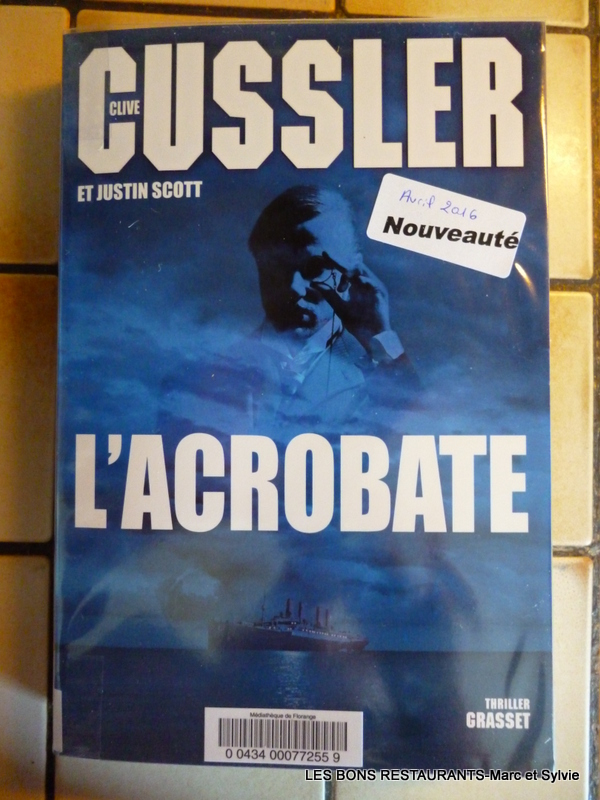 CLIVE
CUSSLER
ET JUSTIN SCOTT
Avril 2016
Nouveauté
L'ACROBATE
THRILLER
GRASSET
Médiathèque de Florange
0 0434 00077255 9
LES BONS RESTAURANTS-Marc et Sylvie